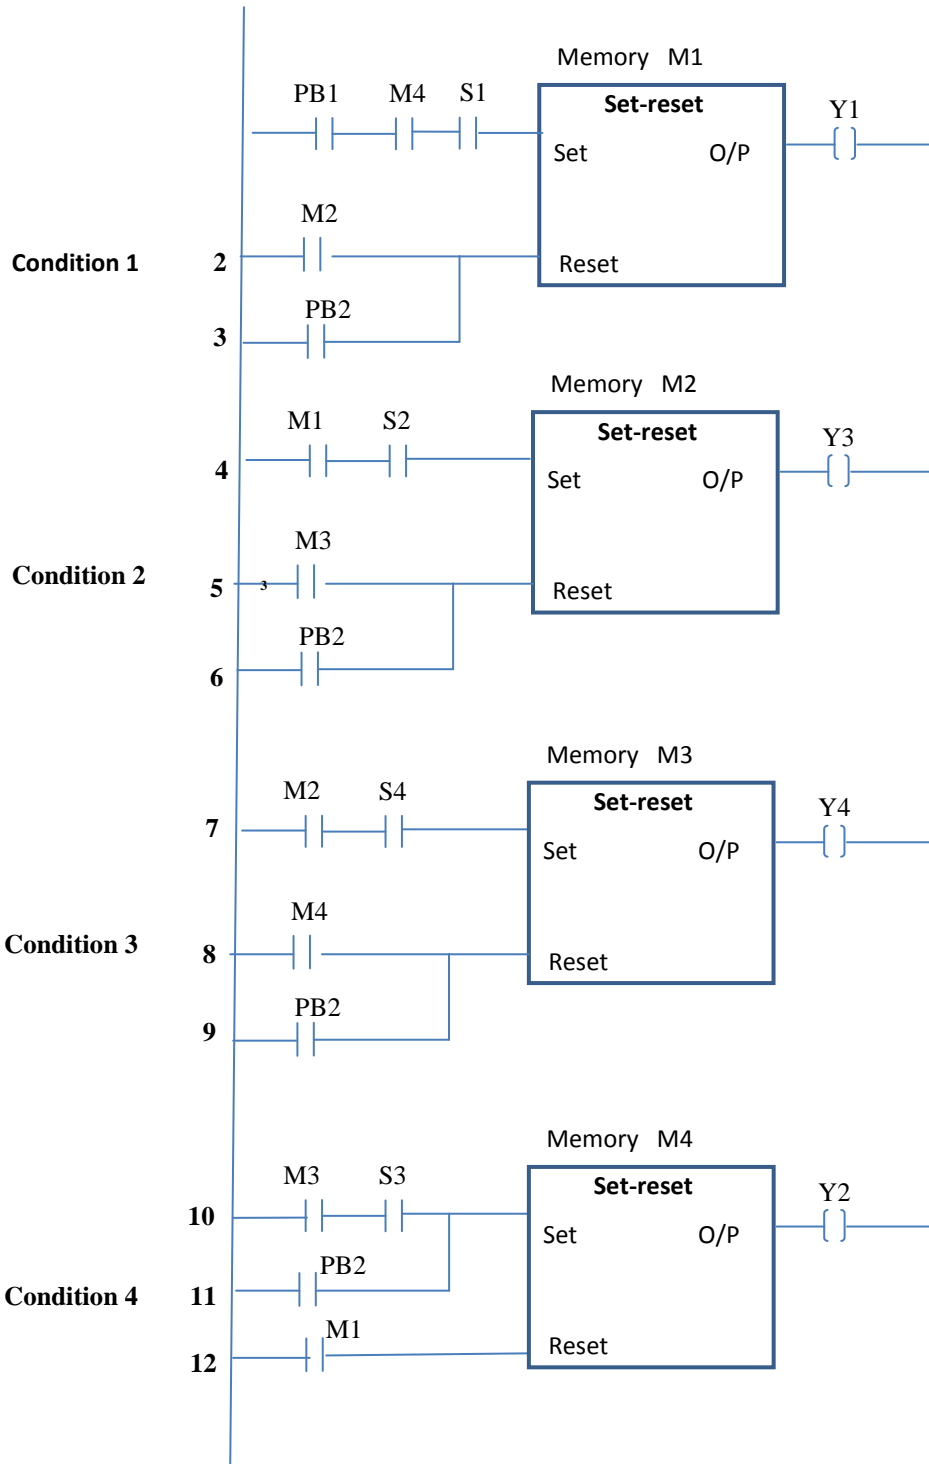 Memory M1
PB1 M4 S1 Set-reset Y1
Set O/P
M2
Condition 1 2 Reset
PB2
3
Memory M2
M1 S2 Set-reset Y3
4 Set O/P
M3
Condition 2 5 3 Reset
PB2
6
Memory M3
M2 S4 Set-reset Y4
7 Set O/P
M4
Condition 3 8 Reset
PB2
9
Memory M4
M3 S3 Set-reset Y2
10 Set O/P
PB2
Condition 4 11
M1 Reset
12